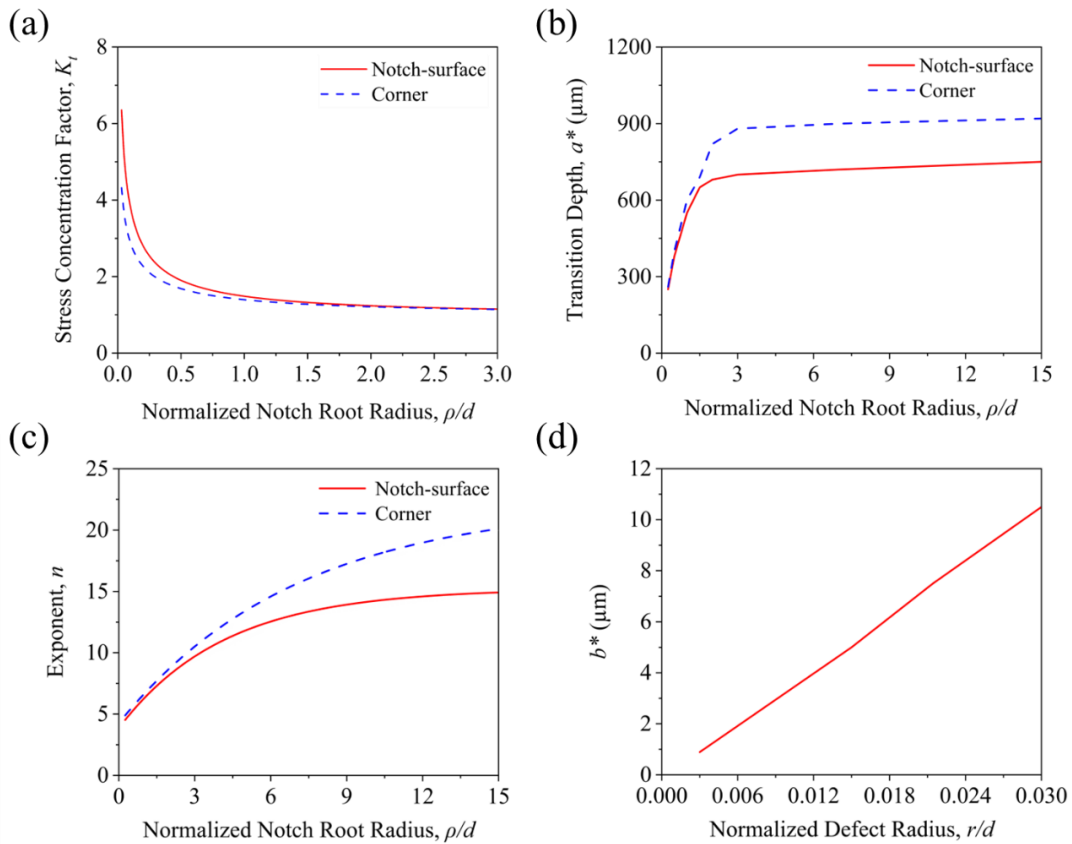 (a)
Stress Concentration Factor, Kt
8
6
4
2
0
0.0 0.5 1.0 1.5 2.0 2.5 3.0
Notch-surface
Corner
Normalized Notch Root Radius, ρ/d
(b)
Transition Depth, a* (μm)
1200
900
600
300
0
0 3 6 9 12 15
Notch-surface
Corner
Normalized Notch Root Radius, ρ/d
(c)
Exponent, n
25
20
15
10
5
0
0 3 6 9 12 15
Notch-surface
Corner
Normalized Notch Root Radius, ρ/d
(d)
b* (μm)
12
10
8
6
4
2
0
0.000 0.006 0.012 0.018 0.024 0.030
Normalized Defect Radius, r/d